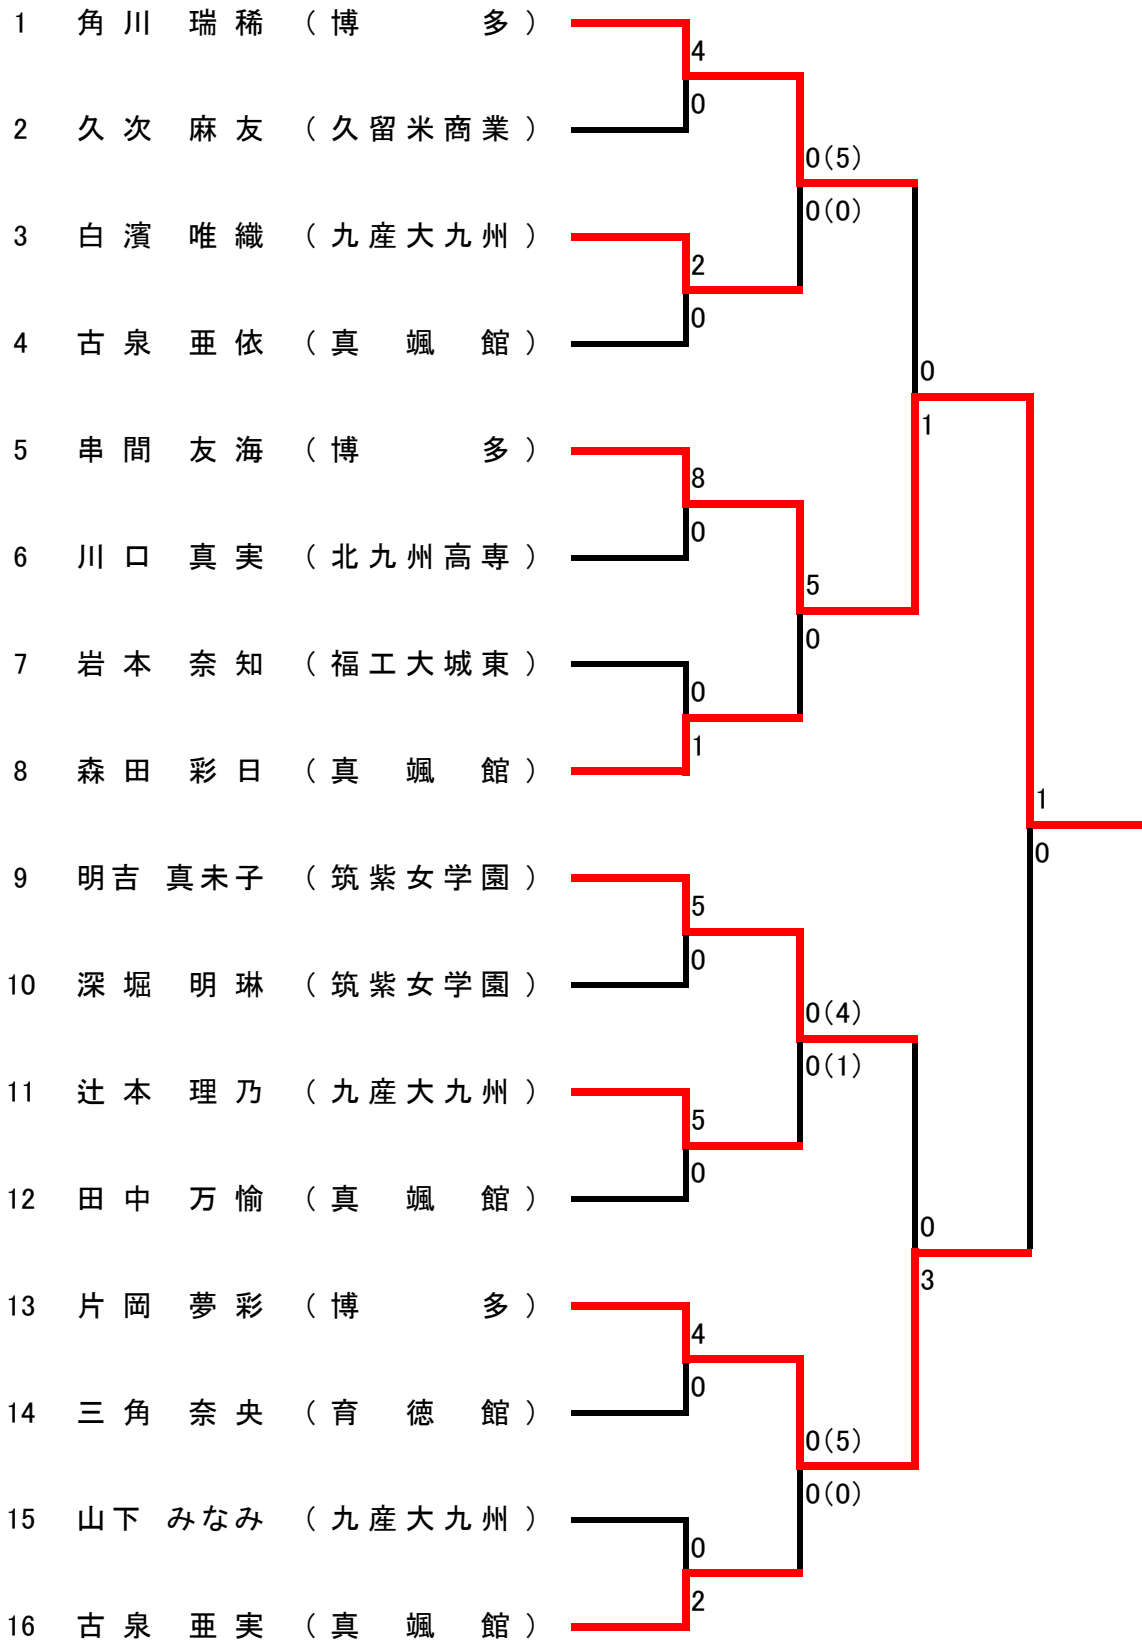 1 角川 瑞稀 （博多）
4
0
2 久次 麻友 （久留米商業）
0(5)
0(0)
3 白濱 唯織 （九産大九州）
2
0
4 古泉 亜依 （真颯館）
0
1
5 串間 友海 （博多）
8
0
6 川口 真実 （北九州高専）
5
0
7 岩本 奈知 （福工大城東）
0
1
8 森田 彩日 （真颯館）
1
0
9 明吉 真未子 （筑紫女学園）
5
0
10 深堀 明琳 （筑紫女学園）
0(4)
0(1)
11 辻本 理乃 （九産大九州）
5
0
12 田中 万愉 （真颯館）
0
3
13 片岡 夢彩 （博多）
4
0
14 三角 奈央 （育徳館）
0(5)
0(0)
15 山下 みなみ （九産大九州）
0
2
16 古泉 亜実 （真颯館）